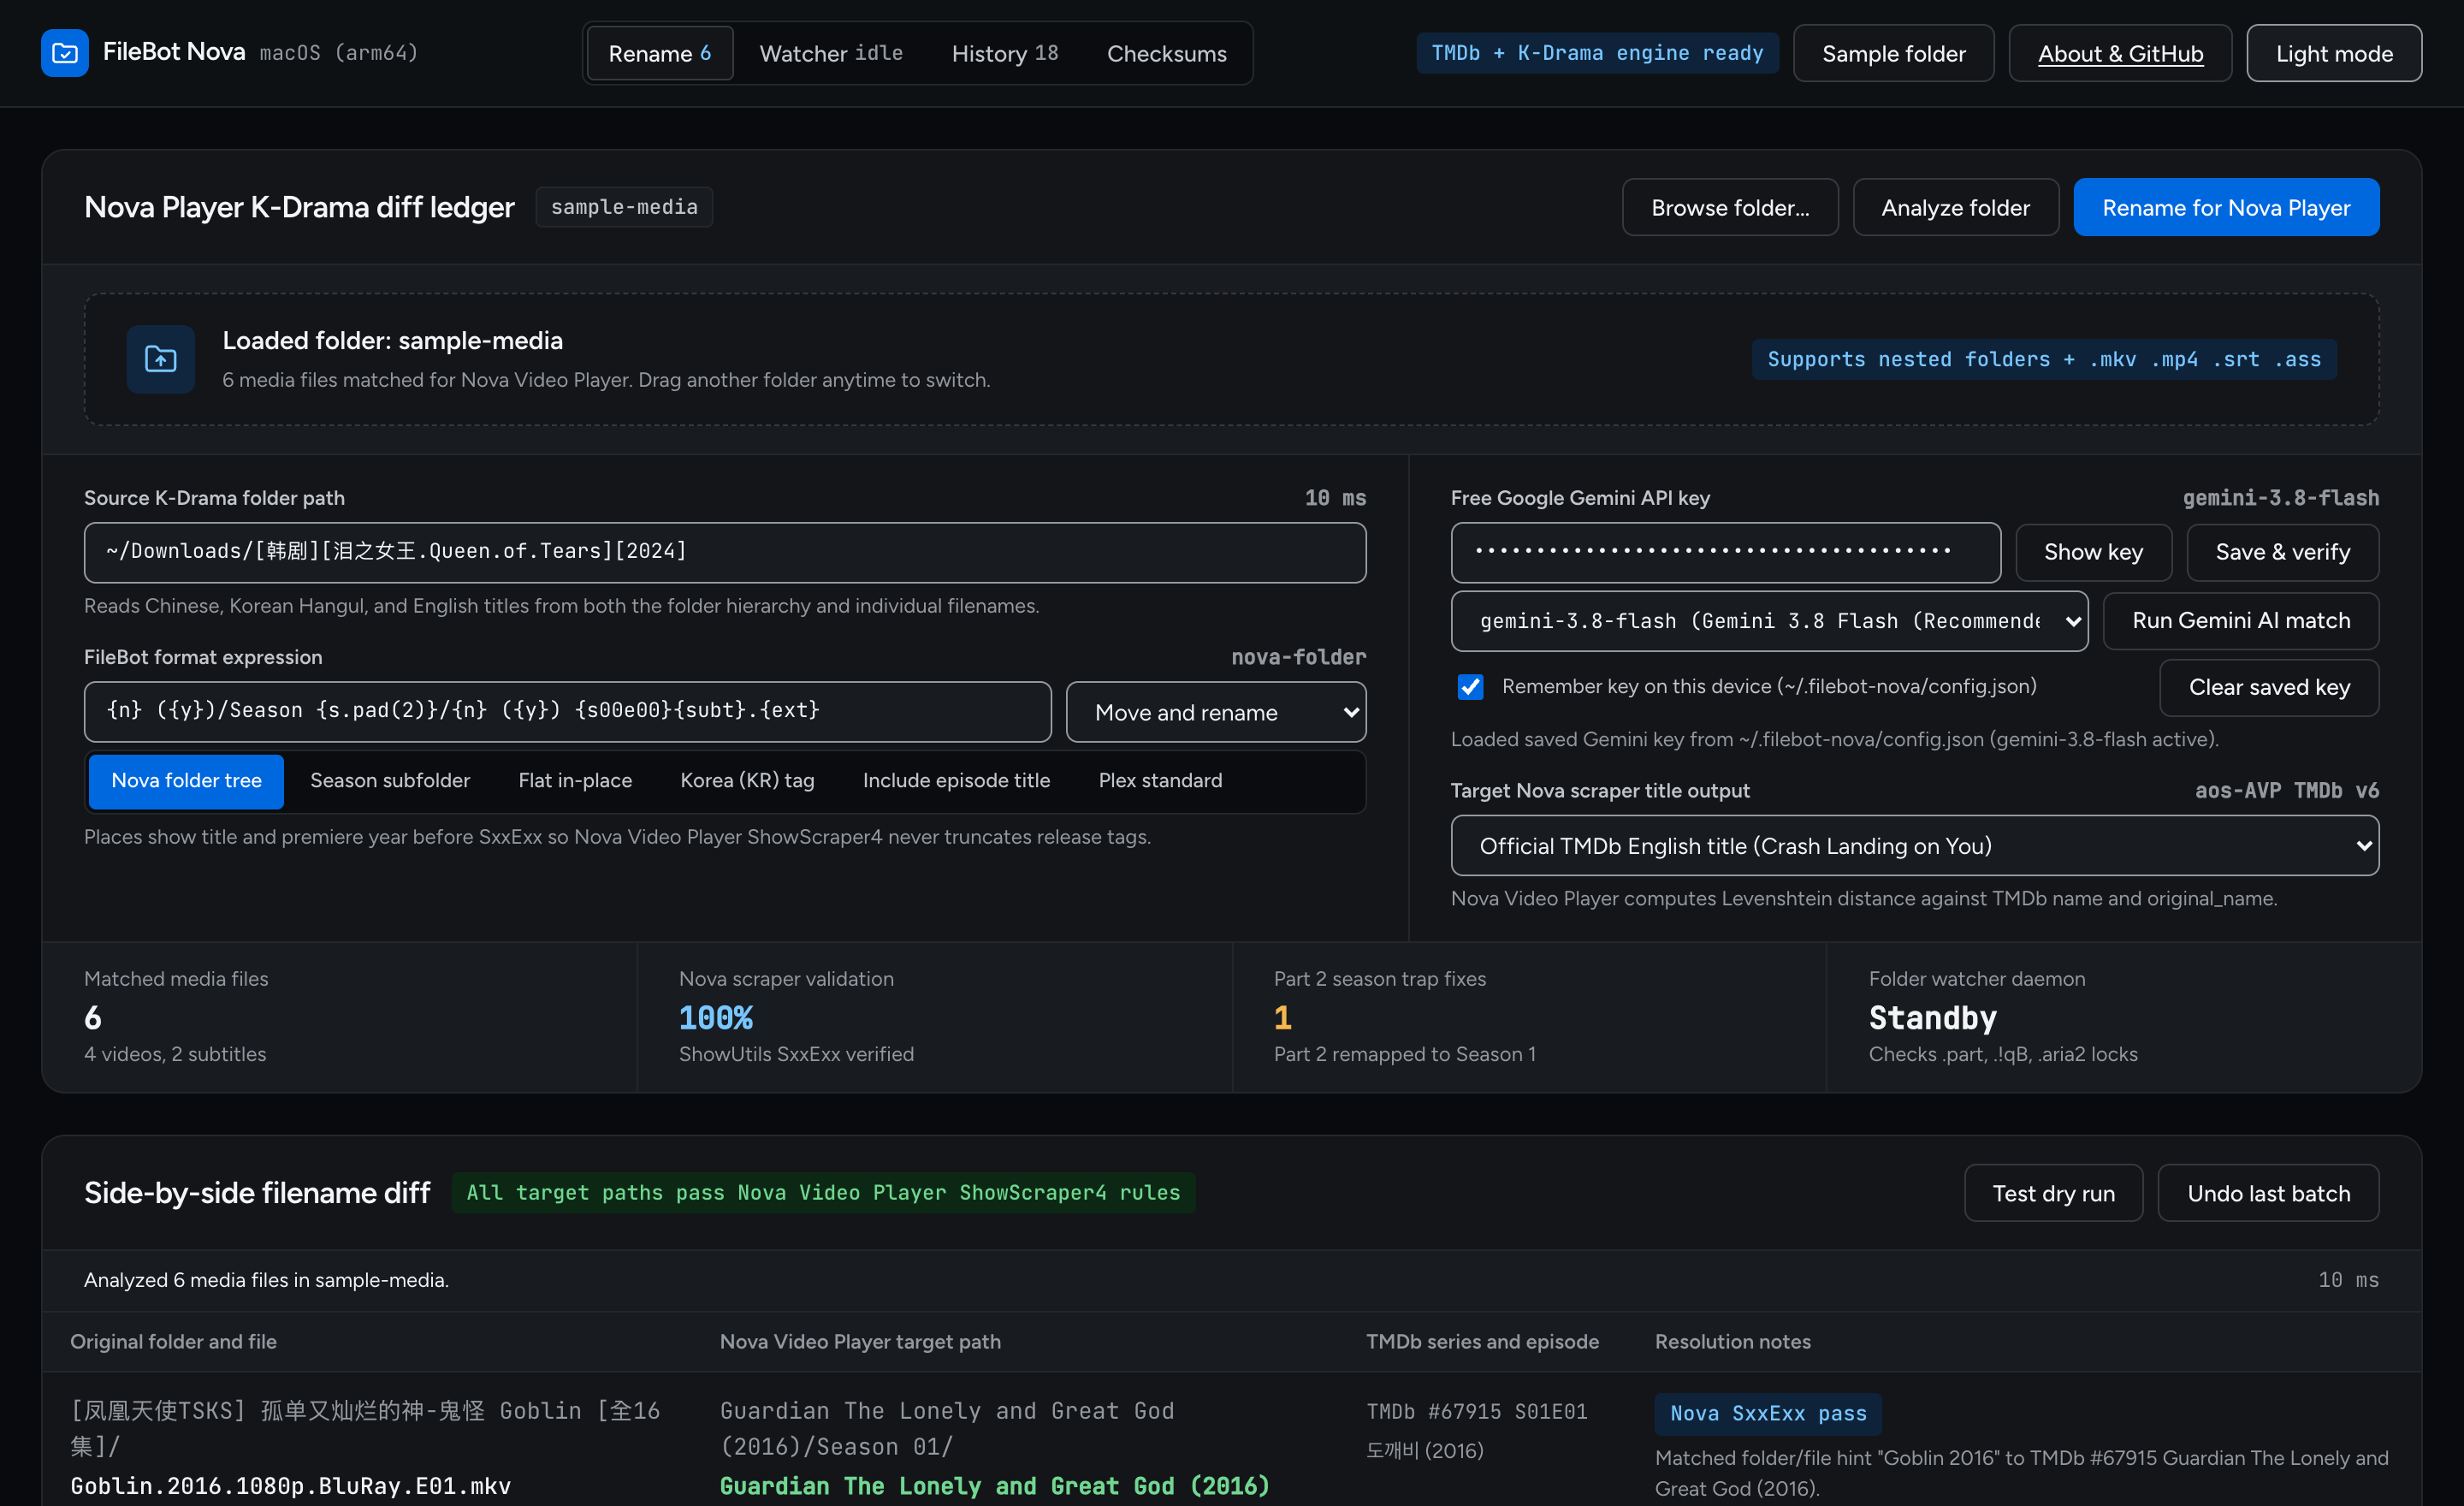 FileBot Nova macOS (arm64)
Rename 6 Watcher idle History 18 Checksums
TMDb + K-Drama engine ready Sample folder About & GitHub Light mode
Nova Player K-Drama diff ledger sample-media
Browse folder... Analyze folder Rename for Nova Player
Loaded folder: sample-media
6 media files matched for Nova Video Player. Drag another folder anytime to switch.
Supports nested folders + .mkv .mp4 .srt .ass
Source K-Drama folder path 10 ms
~/Downloads/[韩剧][泪之女王.Queen.of.Tears][2024]
Reads Chinese, Korean Hangul, and English titles from both the folder hierarchy and individual filenames.
FileBot format expression nova-folder
{n} ({y})/Season {s.pad(2)}/{n} ({y}) {s00e00}{subt}.{ext} Move and rename
Nova folder tree Season subfolder Flat in-place Korea (KR) tag Include episode title Plex standard
Places show title and premiere year before SxxExx so Nova Video Player ShowScraper4 never truncates release tags.
Free Google Gemini API key gemini-3.8-flash
Show key Save & verify
gemini-3.8-flash (Gemini 3.8 Flash (Recommende Run Gemini AI match
Remember key on this device (~/.filebot-nova/config.json) Clear saved key
Loaded saved Gemini key from ~/.filebot-nova/config.json (gemini-3.8-flash active).
Target Nova scraper title output aos-AVP TMDb v6
Official TMDb English title (Crash Landing on You)
Nova Video Player computes Levenshtein distance against TMDb name and original_name.
Matched media files
6
4 videos, 2 subtitles
Nova scraper validation
100%
ShowUtils SxxExx verified
Part 2 season trap fixes
1
Part 2 remapped to Season 1
Folder watcher daemon
Standby
Checks .part, .!qB, .aria2 locks
Side-by-side filename diff All target paths pass Nova Video Player ShowScraper4 rules
Test dry run Undo last batch
Analyzed 6 media files in sample-media. 10 ms
Original folder and file Nova Video Player target path TMDb series and episode Resolution notes
[凤凰天使TSKS] 孤单又灿烂的神-鬼怪 Goblin [全16
集]/
Goblin.2016.1080p.BluRay.E01.mkv
Guardian The Lonely and Great God
(2016)/Season 01/
Guardian The Lonely and Great God (2016)
TMDb #67915 S01E01
도깨비 (2016)
Nova SxxExx pass
Matched folder/file hint "Goblin 2016" to TMDb #67915 Guardian The Lonely and
Great God (2016).